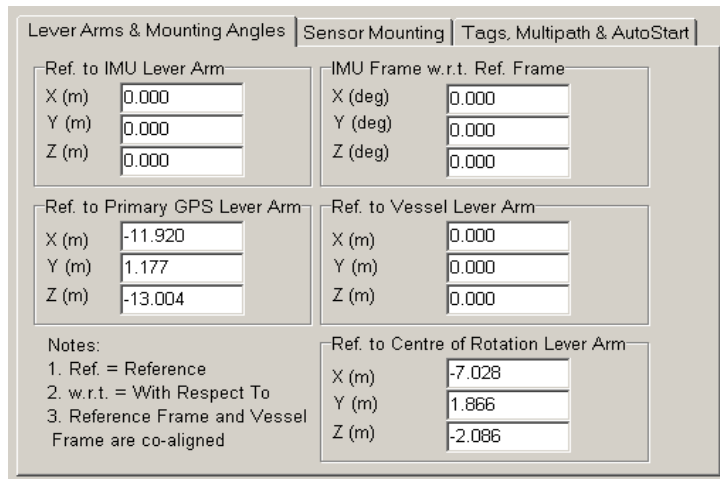 Lever Arms & Mounting Angles
Sensor Mounting
Tags, Multipath & AutoStart
Ref. to IMU Lever Arm
X (m) 0.000
Y (m) 0.000
Z (m) 0.000
IMU Frame w.r.t. Ref. Frame
X (deg) 0.000
Y (deg) 0.000
Z (deg) 0.000
Ref. to Primary GPS Lever Arm
X (m) -11.920
Y (m) 1.177
Z (m) -13.004
Ref. to Vessel Lever Arm
X (m) 0.000
Y (m) 0.000
Z (m) 0.000
Notes:
1. Ref. = Reference
2. w.r.t. = With Respect To
3. Reference Frame and Vessel
Frame are co-aligned
Ref. to Centre of Rotation Lever Arm
X (m) -7.028
Y (m) 1.866
Z (m) -2.086